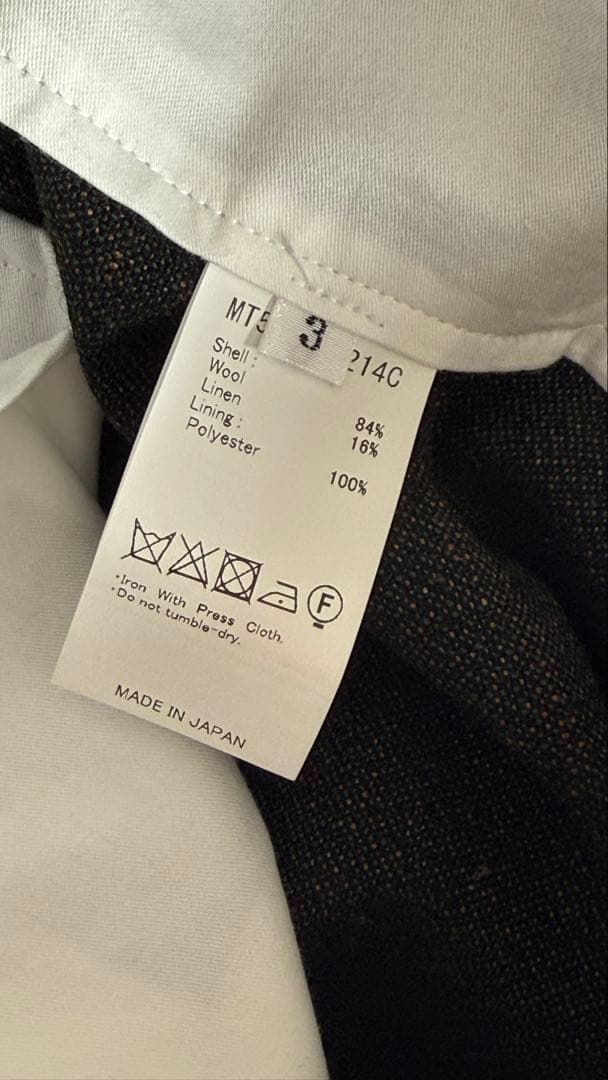 MT5
3
214C
Shell :
Wool 84%
Linen 16%
Lining :
Polyester 100%
F
*Iron With Press Cloth.
*Do not tumble-dry.
MADE IN JAPAN